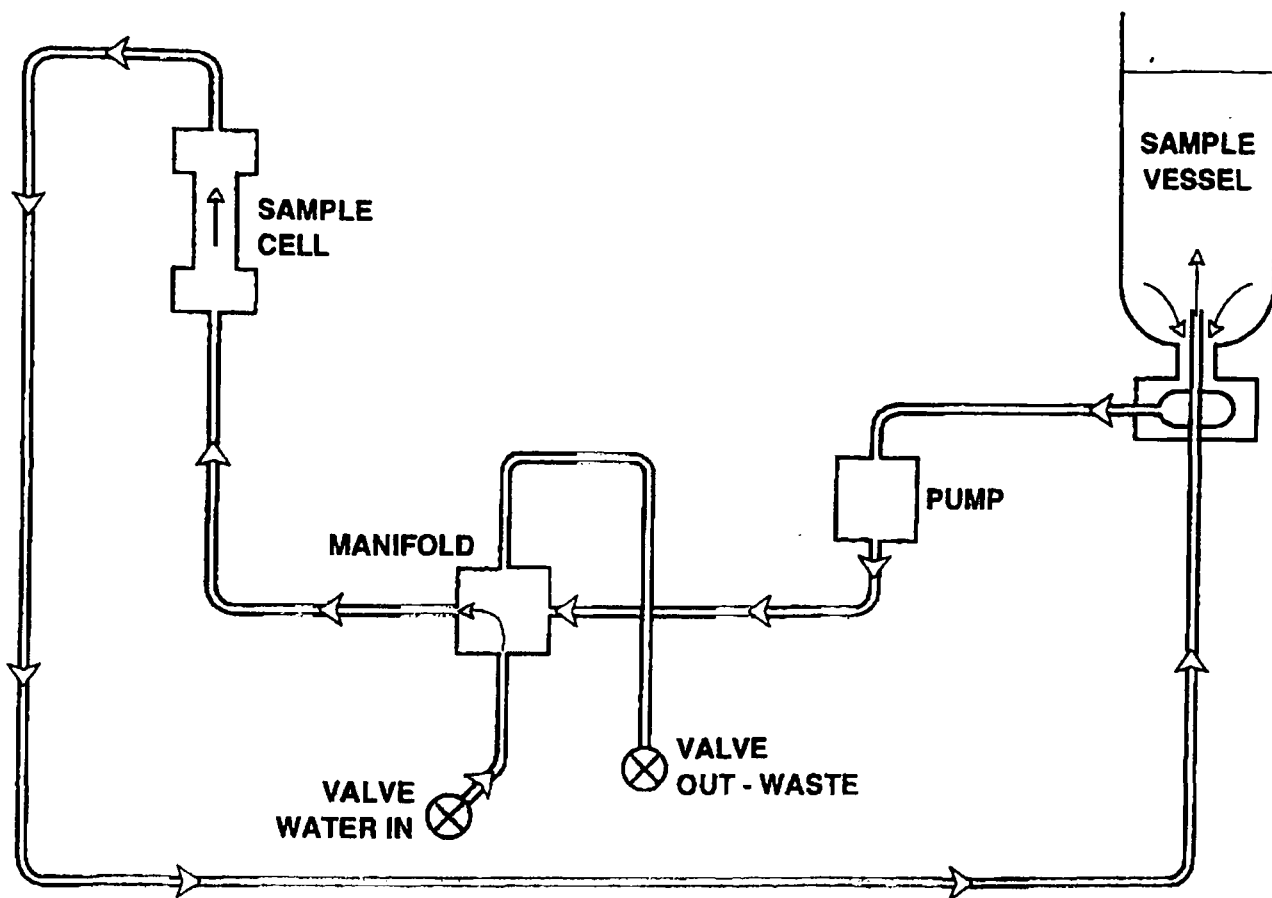 SAMPLE
VESSEL
SAMPLE
CELL
PUMP
MANIFOLD
VALVE
OUT - WASTE
VALVE
WATER IN